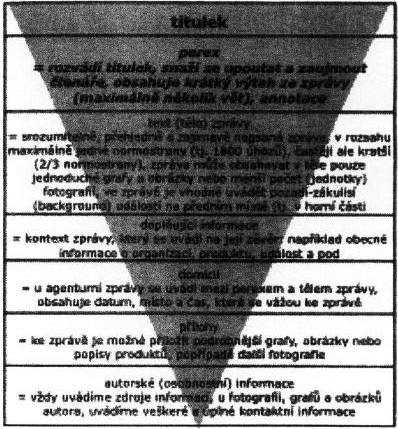 titulek
perex
= rozvádí titulek, snaží se upoutat a zaujmout
čtenáře, obsahuje krátký výtah ze zprávy
(maximálně několik vět), annotace
text (tělo) zprávy
= srozumitelně, přehledně a zajímavě napsaná zpráva, v rozsahu
maximálně jedné normostrany (tj. 1800 úhozů), častěji ale kratší
(2/3 normostrany), zpráva může obsahovat v těle pouze
jednoduché grafy a obrázky nebo menší počet (jednotky)
fotografií, ve zprávě je vhodné uvádět pozadí-zákulisí
(background) události na předním místě (tj. v horní části
doplňující informace
= kontext zprávy, který se uvádí na její závěr, například obecné
informace o organizaci, produktu, událost a pod
domicil
= u agenturní zprávy se uvádí mezi perexem a tělem zprávy,
obsahuje datum, místo a čas, které se vážou ke zprávě
přílohy
= ke zprávě je možné přiložit podrobnější grafy, obrázky nebo
popisy produktů, popřípadě další fotografie
autorské (osobnostní) informace
= vždy uvádíme zdroje informací, u fotografií, grafů a obrázků
autora, uvádíme veškeré a úplné kontaktní informace